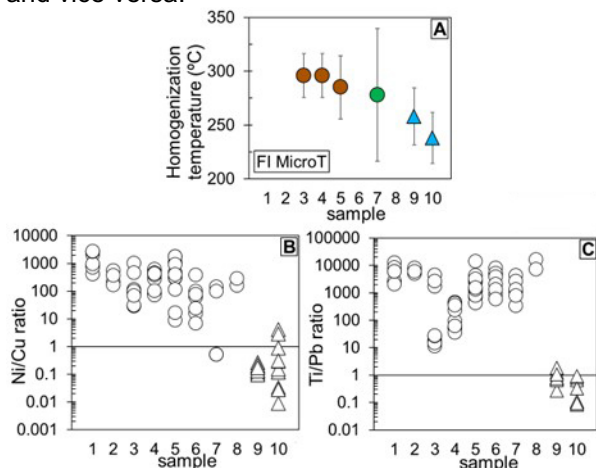 and vice versa.
A
Homogenization
temperature (ºC)
350
300
250
200
FI MicroT
1 2 3 4 5 6 7 8 9 10
sample
B
Ni/Cu ratio
10000
1000
100
10
1
0.1
0.01
0.001
1 2 3 4 5 6 7 8 9 10
sample
C
Ti/Pb ratio
100000
10000
1000
100
10
1
0.1
0.01
1 2 3 4 5 6 7 8 9 10
sample